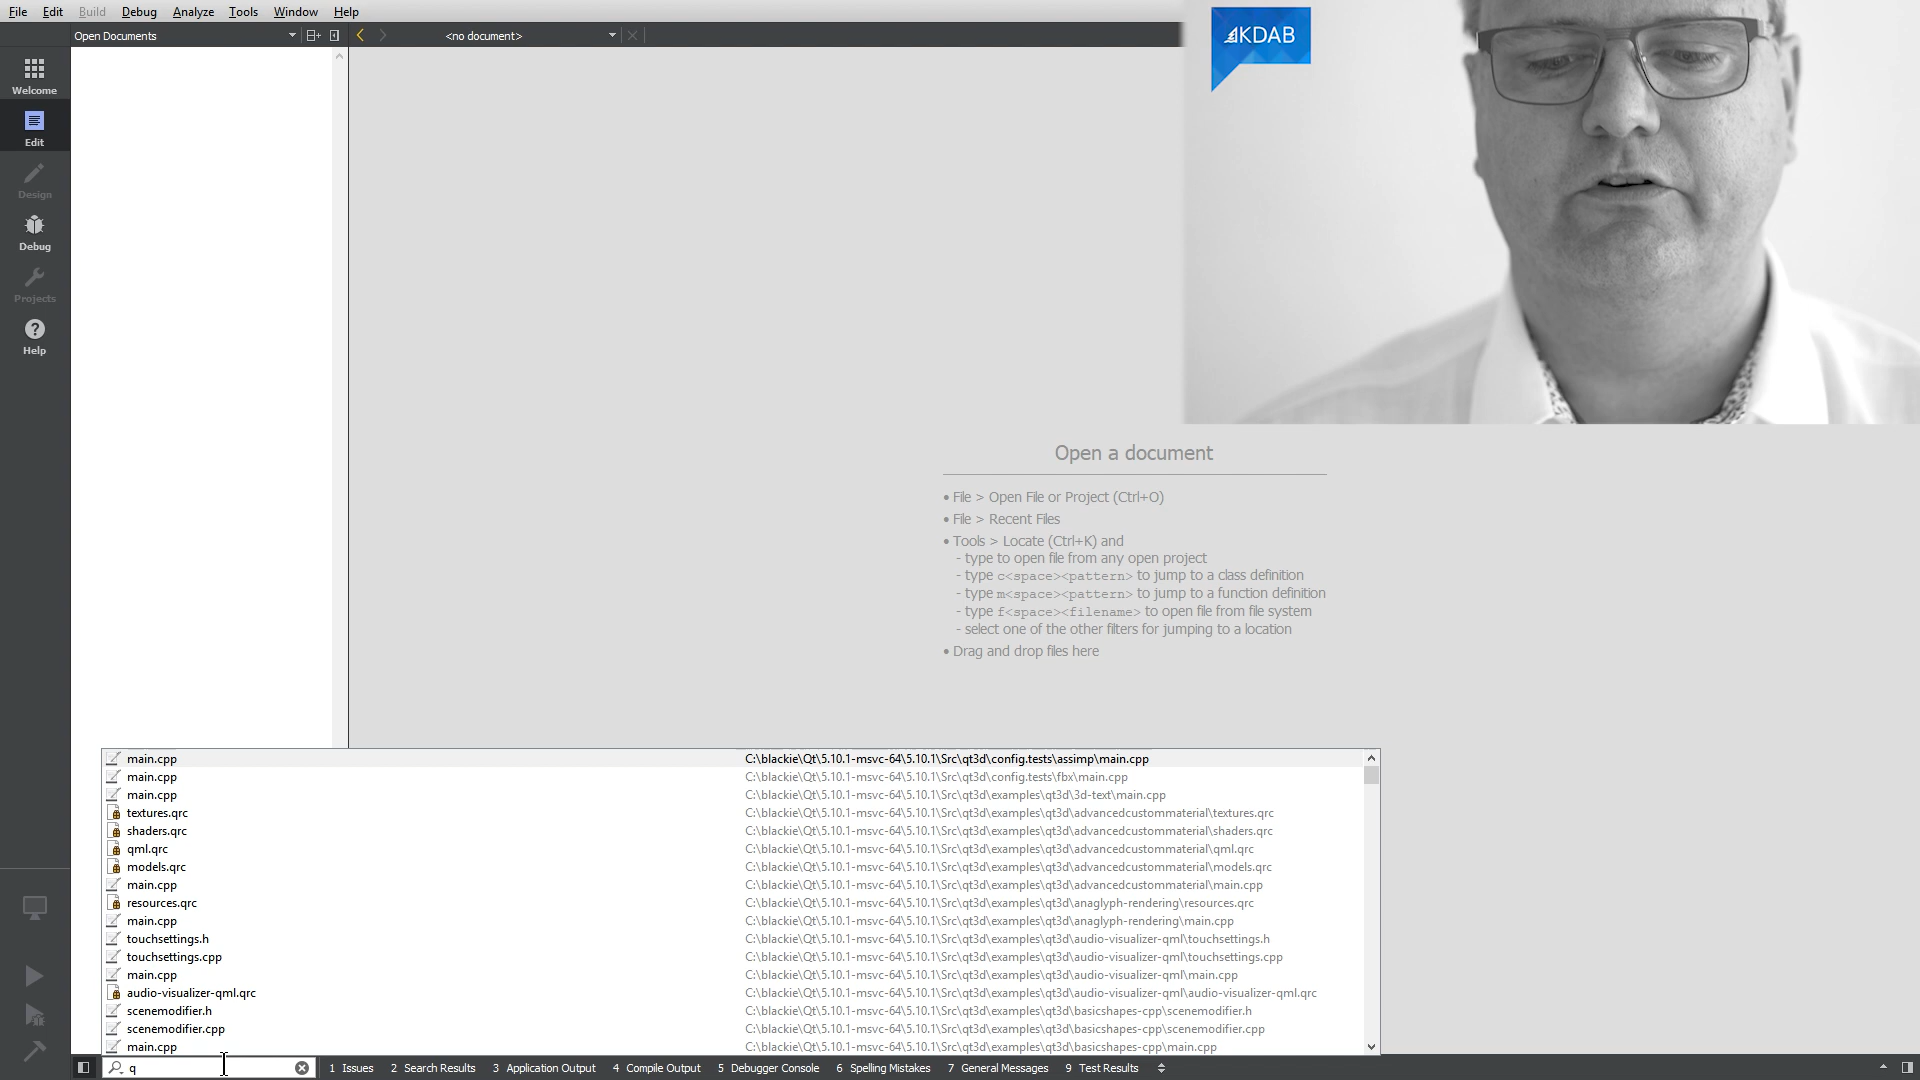 File Edit Build Debug Analyze Tools Window Help
Open Documents
<no document>
KDAB
Welcome
Edit
Design
Debug
Projects
Help
Open a document
• File > Open File or Project (Ctrl+O)
• File > Recent Files
• Tools > Locate (Ctrl+K) and
- type to open file from any open project
- type c<space><pattern> to jump to a class definition
- type m<space><pattern> to jump to a function definition
- type f<space><filename> to open file from file system
- select one of the other filters for jumping to a location
• Drag and drop files here
main.cpp C:\blackie\Qt\5.10.1-msvc-64\5.10.1\Src\qt3d\config.tests\assimp\main.cpp
main.cpp C:\blackie\Qt\5.10.1-msvc-64\5.10.1\Src\qt3d\config.tests\fbx\main.cpp
main.cpp C:\blackie\Qt\5.10.1-msvc-64\5.10.1\Src\qt3d\examples\qt3d\3d-text\main.cpp
textures.qrc C:\blackie\Qt\5.10.1-msvc-64\5.10.1\Src\qt3d\examples\qt3d\advancedcustommaterial\textures.qrc
shaders.qrc C:\blackie\Qt\5.10.1-msvc-64\5.10.1\Src\qt3d\examples\qt3d\advancedcustommaterial\shaders.qrc
qml.qrc C:\blackie\Qt\5.10.1-msvc-64\5.10.1\Src\qt3d\examples\qt3d\advancedcustommaterial\qml.qrc
models.qrc C:\blackie\Qt\5.10.1-msvc-64\5.10.1\Src\qt3d\examples\qt3d\advancedcustommaterial\models.qrc
main.cpp C:\blackie\Qt\5.10.1-msvc-64\5.10.1\Src\qt3d\examples\qt3d\advancedcustommaterial\main.cpp
resources.qrc C:\blackie\Qt\5.10.1-msvc-64\5.10.1\Src\qt3d\examples\qt3d\anaglyph-rendering\resources.qrc
main.cpp C:\blackie\Qt\5.10.1-msvc-64\5.10.1\Src\qt3d\examples\qt3d\anaglyph-rendering\main.cpp
touchsettings.h C:\blackie\Qt\5.10.1-msvc-64\5.10.1\Src\qt3d\examples\qt3d\audio-visualizer-qml\touchsettings.h
touchsettings.cpp C:\blackie\Qt\5.10.1-msvc-64\5.10.1\Src\qt3d\examples\qt3d\audio-visualizer-qml\touchsettings.cpp
main.cpp C:\blackie\Qt\5.10.1-msvc-64\5.10.1\Src\qt3d\examples\qt3d\audio-visualizer-qml\main.cpp
audio-visualizer-qml.qrc C:\blackie\Qt\5.10.1-msvc-64\5.10.1\Src\qt3d\examples\qt3d\audio-visualizer-qml\audio-visualizer-qml.qrc
scenemodifier.h C:\blackie\Qt\5.10.1-msvc-64\5.10.1\Src\qt3d\examples\qt3d\basicshapes-cpp\scenemodifier.h
scenemodifier.cpp C:\blackie\Qt\5.10.1-msvc-64\5.10.1\Src\qt3d\examples\qt3d\basicshapes-cpp\scenemodifier.cpp
main.cpp C:\blackie\Qt\5.10.1-msvc-64\5.10.1\Src\qt3d\examples\qt3d\basicshapes-cpp\main.cpp
q 1 Issues 2 Search Results 3 Application Output 4 Compile Output 5 Debugger Console 6 Spelling Mistakes 7 General Messages 9 Test Results